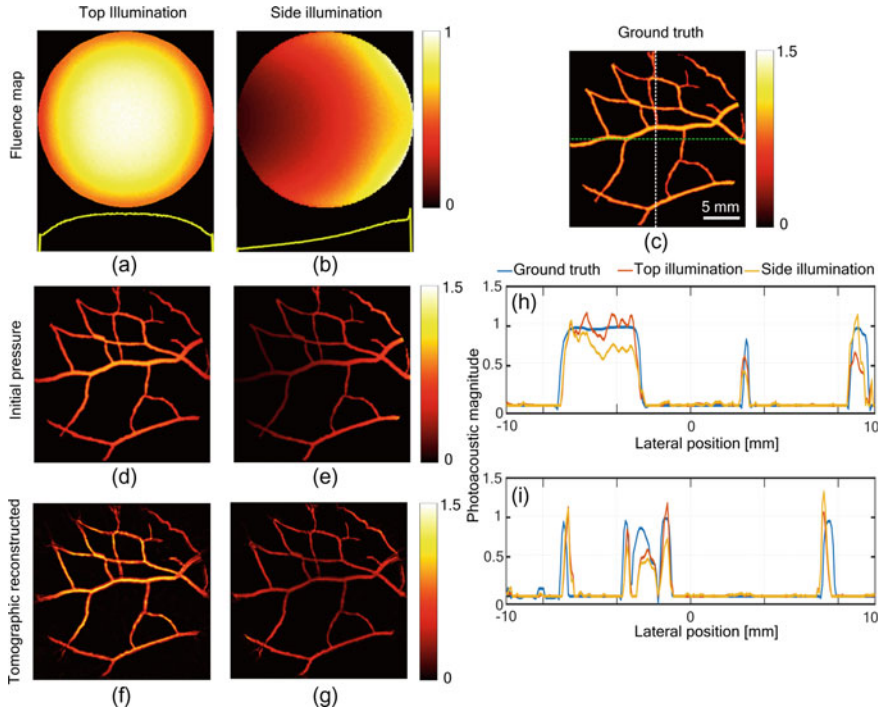 Top Illumination
Side illumination
Ground truth
Fluence map
1
0
1.5
0
5 mm
(a)
(b)
(c)
Ground truth
Top illumination
Side illumination
Initial pressure
1.5
0
(d)
(e)
Photoacoustic magnitude
1.5
(h)
1
0.5
0
-10
0
10
Lateral position [mm]
Tomographic reconstructed
1.5
0
(f)
(g)
1.5
(i)
1
0.5
0
-10
0
10
Lateral position [mm]